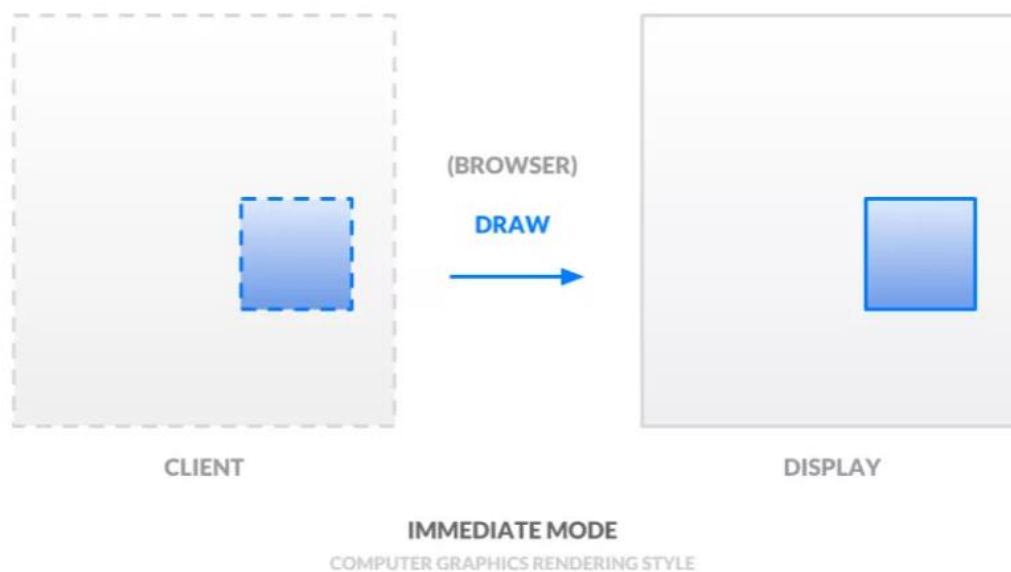 (BROWSER)
DRAW
CLIENT
DISPLAY
IMMEDIATE MODE
COMPUTER GRAPHICS RENDERING STYLE